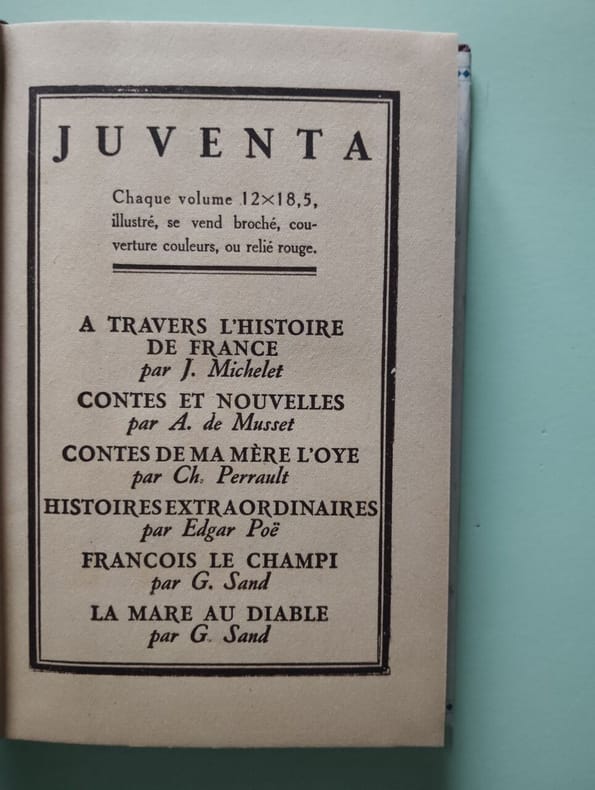 JUVENTA
Chaque volume 12×18,5,
illustré, se vend broché, cou-
verture couleurs, ou relié rouge.
A TRAVERS L'HISTOIRE
DE FRANCE
par J. Michelet
CONTES ET NOUVELLES
par A. de Musset
CONTES DE MA MÈRE L'OYE
par Ch. Perrault
HISTOIRES EXTRAORDINAIRES
par Edgar Poë
FRANCOIS LE CHAMPI
par G. Sand
LA MARE AU DIABLE
par G. Sand